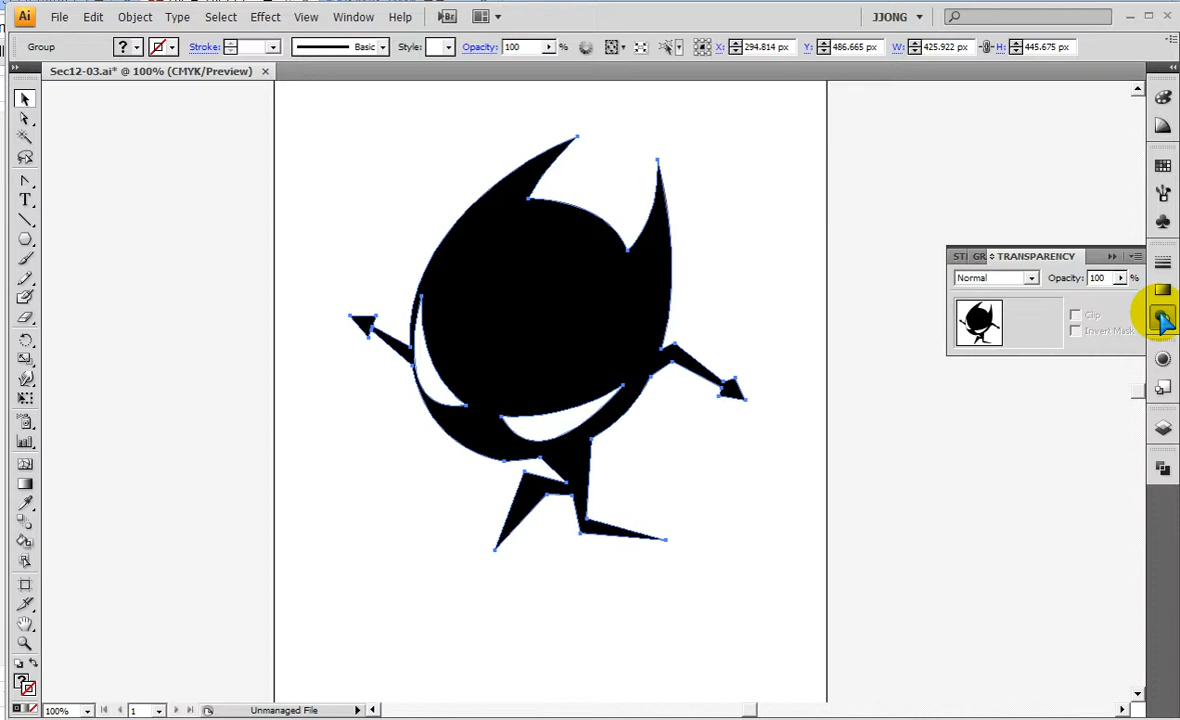 Ai File Edit Object Type Select Effect View Window Help Br JJONG
Group ? Stroke: Basic Style: Opacity: 100 % X: 294.814 px Y: 486.665 px W: 425.922 px H: 445.675 px
Sec12-03.ai* @ 100% (CMYK/Preview)
T
GR TRANSPARENCY
Normal Opacity: 100 %
Clip
Invert Mask
?
100% 1 Unmanaged File